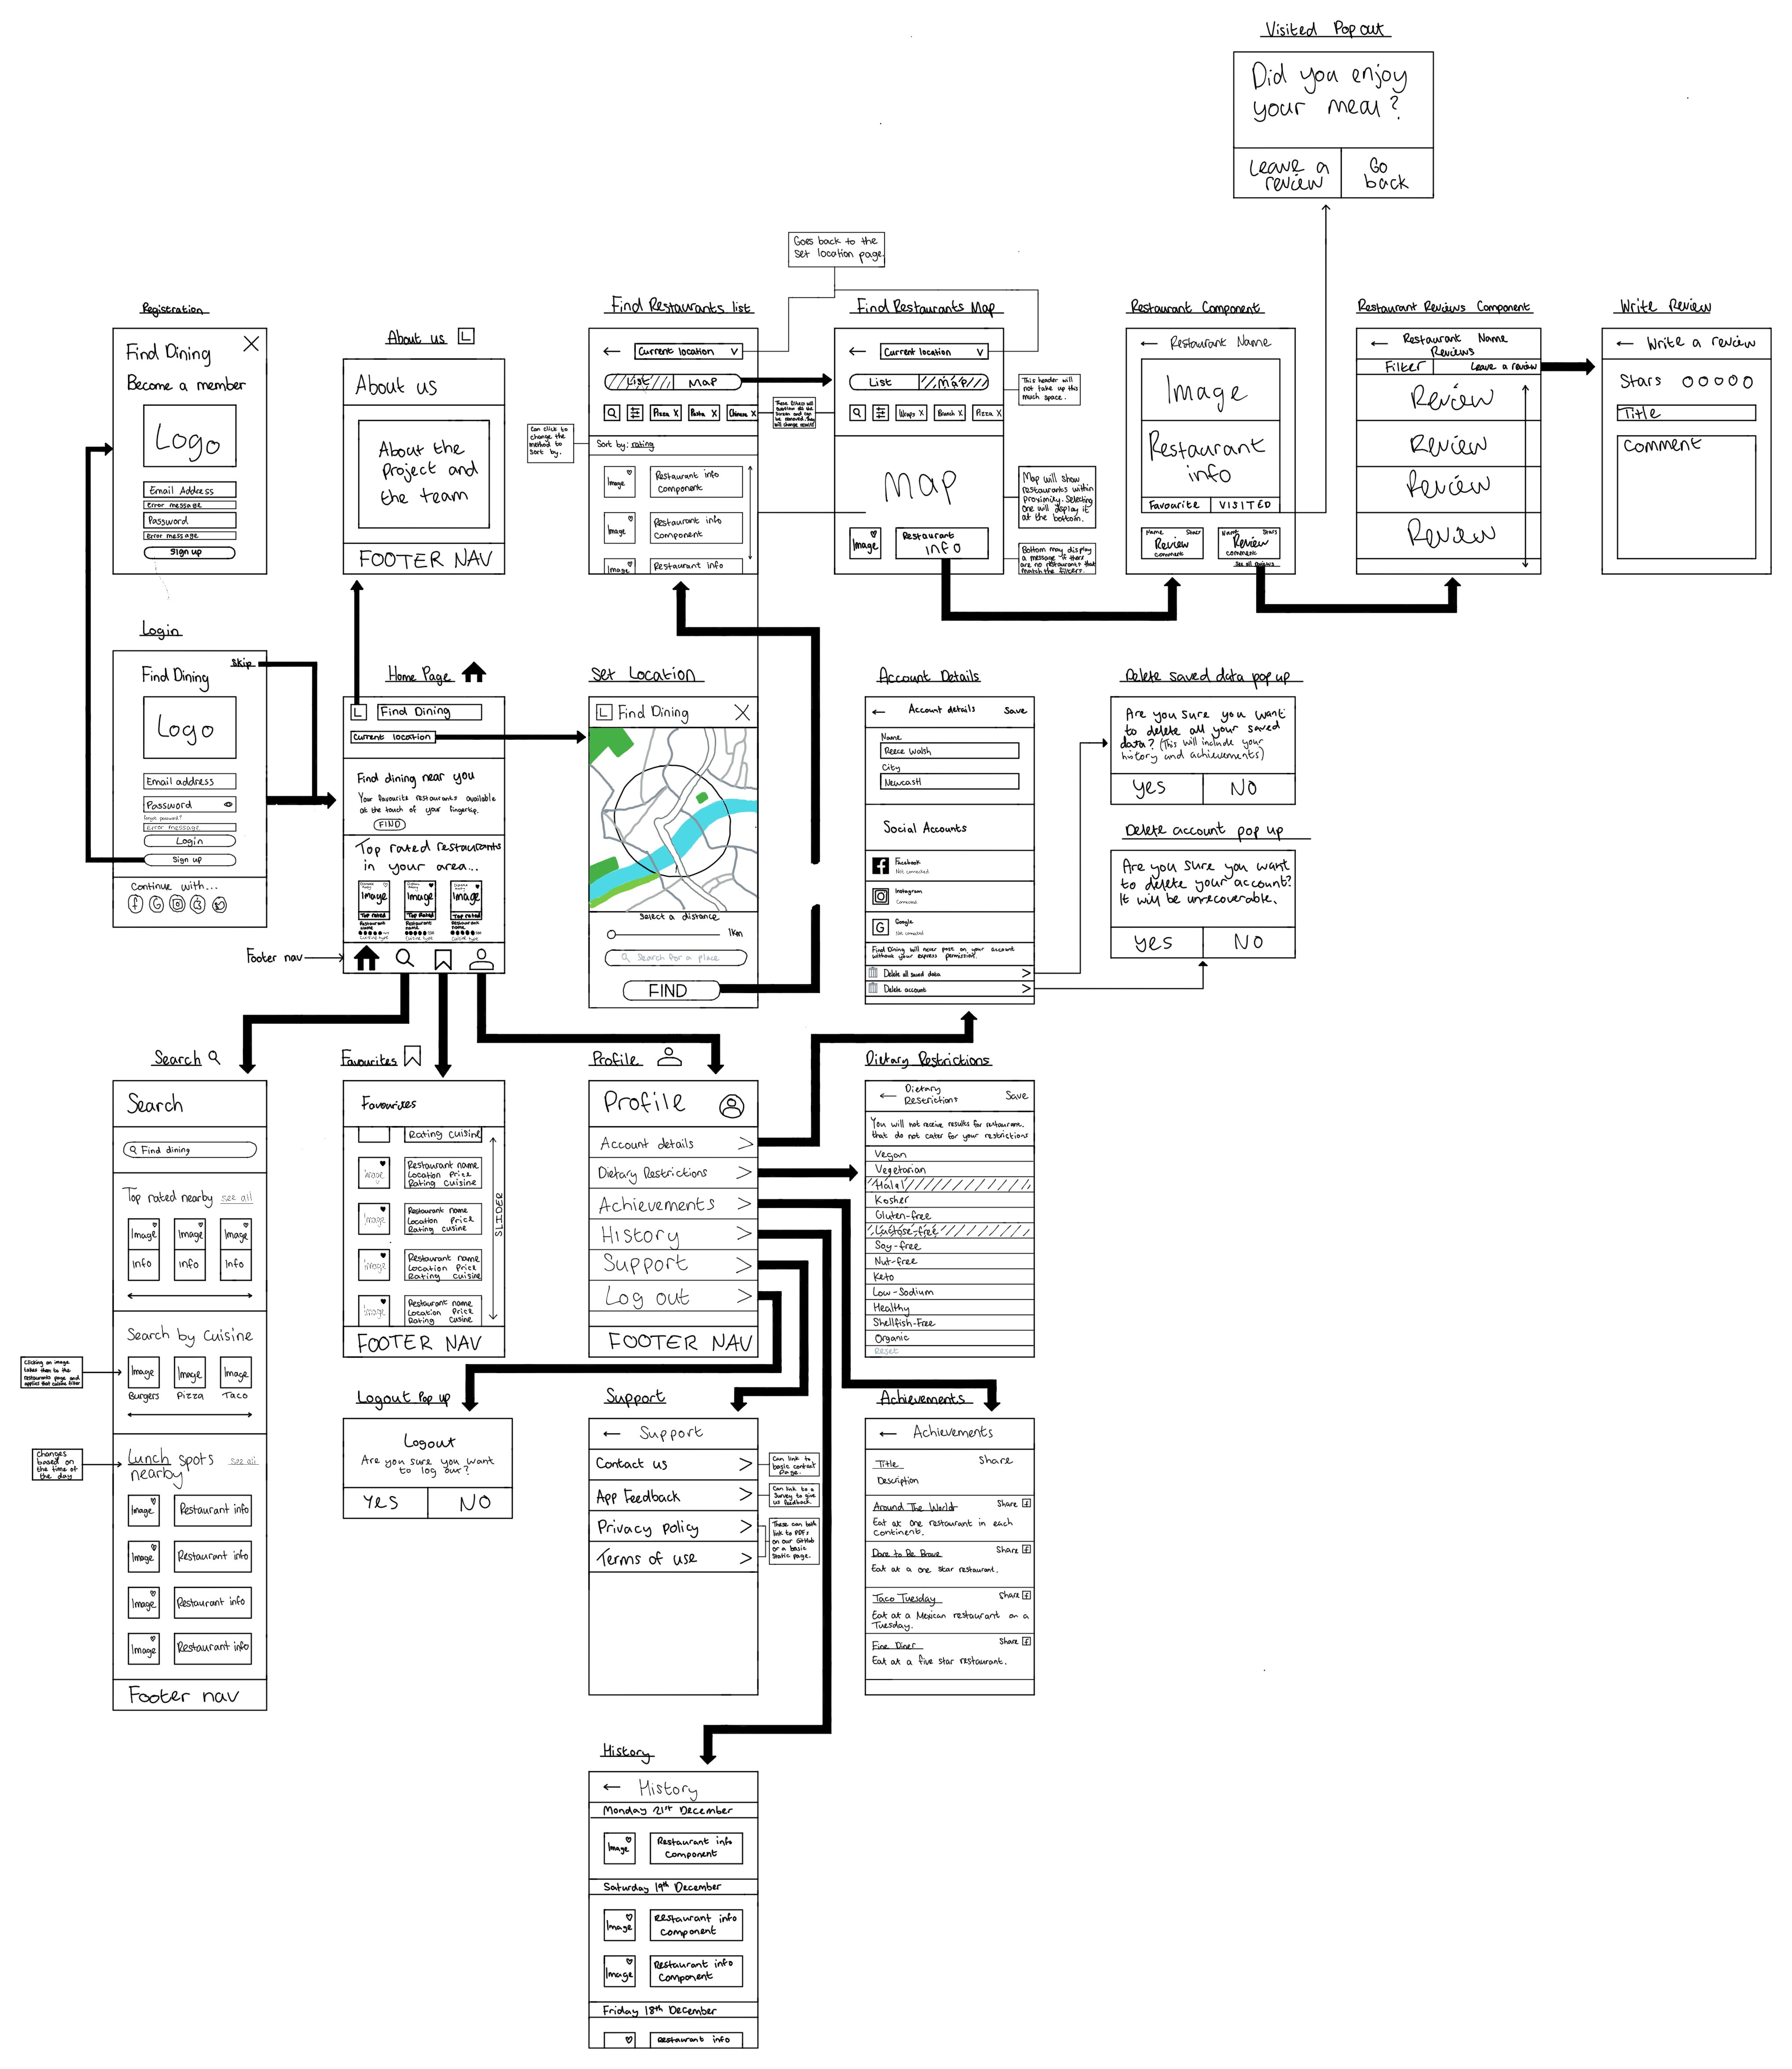 Visited Pop out
Did you enjoy
your meal?
Leave a
review
Go
back
Goes back to the
set location page
Registration
Find Dining
Become a member
Logo
Email Address
Error message
Password
Error message
Sign up
About us L
About us
About the
Project and
the team
FOOTER NAV
Find Restaurants list
Current location V
List
Map
Pizza X
Pasta X
Chinese X
Can click to
change the
method to
sort by.
Sort by: rating
Image
Restaurant info
component
Image
Restaurant info
component
Image
Restaurant info
Find Restaurants Map
Current location V
List
Map
Wraps X
Brunch X
Pizza X
This header will
not take up this
much space.
Map
Map will show
restaurants within
proximity. Selecting
one will display it
at the bottom.
Image
Restaurant
info
Bottom may display
a message if there
are no restaurants that
match the filters.
Restaurant Component
Restaurant Name
Image
Restaurant
info
Favourite
VISITED
Name Stars
Review
comment
Name Stars
Review
comment
See all reviews
Restaurant Reviews Component
Restaurant Name
Reviews
Filter
Leave a review
Review
Review
Review
Review
Write Review
Write a review
Stars
Title
Comment
Login
Skip
Find Dining
Logo
Email address
Password
Forgot password?
Error message
Login
Sign up
Continue with...
Home Page
L
Find Dining
Current location
Find dining near you
Your favourite restaurants available
at the touch of your fingertip.
FIND
Top rated restaurants
in your area...
Image
Image
Image
Top rated
Top Rated
Top rated
Restaurant
name
Restaurant
name
Restaurant
name
Cuisine type
Cuisine type
Cuisine type
Footer nav
Set Location
L Find Dining
Select a distance
1km
Search for a place
FIND
Account Details
Account details
Save
Name
Reece Walsh
City
Newcastl
Social Accounts
Facebook
Not connected
Instagram
Connected
G
Google
Not connected
Find Dining will never post on your account
without your express permission.
Delete all saved data >
Delete account >
Delete saved data pop up
Are you sure you want
to delete all your saved
data? (This will include your
history and achievements)
Yes
NO
Delete account pop up
Are you sure you want
to delete your account?
It will be unrecoverable.
Yes
NO
Search
Search
Find dining
Top rated nearby
see all
Image
Image
Image
Info
Info
Info
Search by Cuisine
Clicking an image
takes them to the
restaurants page and
applies that cuisine filter
Image
Image
Image
Burgers
Pizza
Taco
Changes
based on
the time of
the day
Lunch spots
nearby
see all
Image
Restaurant info
Image
Restaurant info
Image
Restaurant info
Image
Restaurant info
Footer nav
Favourites
Favourites
Rating Cuisine
Image
Restaurant name
Location Price
Rating Cuisine
Image
Restaurant name
Location Price
Rating cuisine
Image
Restaurant name
Location Price
Rating cuisine
Image
Restaurant name
Location Price
Rating Cuisine
SLIDER
FOOTER NAV
Profile
Profile
Account details >
Dietary Restrictions >
Achievements >
History >
Support >
Log out >
FOOTER NAV
Dietary Restrictions
Dietary
Restrictions
Save
You will not receive results for restaurants
that do not cater for your restrictions
Vegan
Vegetarian
Halal
Kosher
Gluten-free
Lactose-free
Soy-free
Nut-free
Keto
Low-Sodium
Healthy
Shellfish-Free
Organic
Reset
Logout Pop up
Logout
Are you sure you want
to log out?
Yes
NO
Support
Support
Contact us >
Can link to
basic contact
Page.
App Feedback >
Can link to a
survey to give
us feedback
Privacy policy >
Terms of use >
These can both
link to PDFs
on our GitHub
or a basic
static page.
Achievements
Achievements
Title
Share
Description
Around The World
Share f
Eat at one restaurant in each
continent.
Dare to Be Brave
Share f
Eat at a one star restaurant.
Taco Tuesday
Share f
Eat at a Mexican restaurant on a
Tuesday.
Fine Diner
Share f
Eat at a five star restaurant.
History
History
Monday 21st December
Image
Restaurant info
Component
Saturday 19th December
Image
Restaurant info
Component
Image
Restaurant info
Component
Friday 18th December
Restaurant info